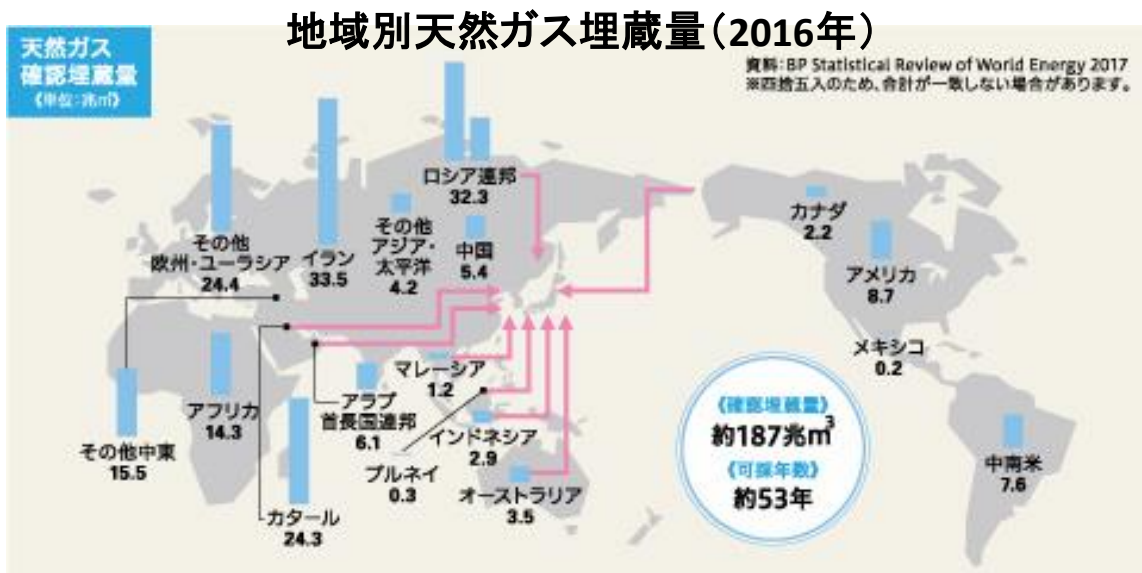 地域別天然ガス埋蔵量（2016年）
天然ガス
確認埋蔵量
《単位:兆㎥》
資料:BP Statistical Review of World Energy 2017
※四捨五入のため、合計が一致しない場合があります。
ロシア連邦
32.3
その他
欧州・ユーラシア
24.4
イラン
33.5
その他
アジア・
太平洋
4.2
中国
5.4
カナダ
2.2
アメリカ
8.7
メキシコ
0.2
マレーシア
1.2
アラブ
首長国連邦
6.1
アフリカ
14.3
その他中東
15.5
インドネシア
2.9
ブルネイ
0.3
オーストラリア
3.5
カタール
24.3
《確認埋蔵量》
約187兆m³
《可採年数》
約53年
中南米
7.6